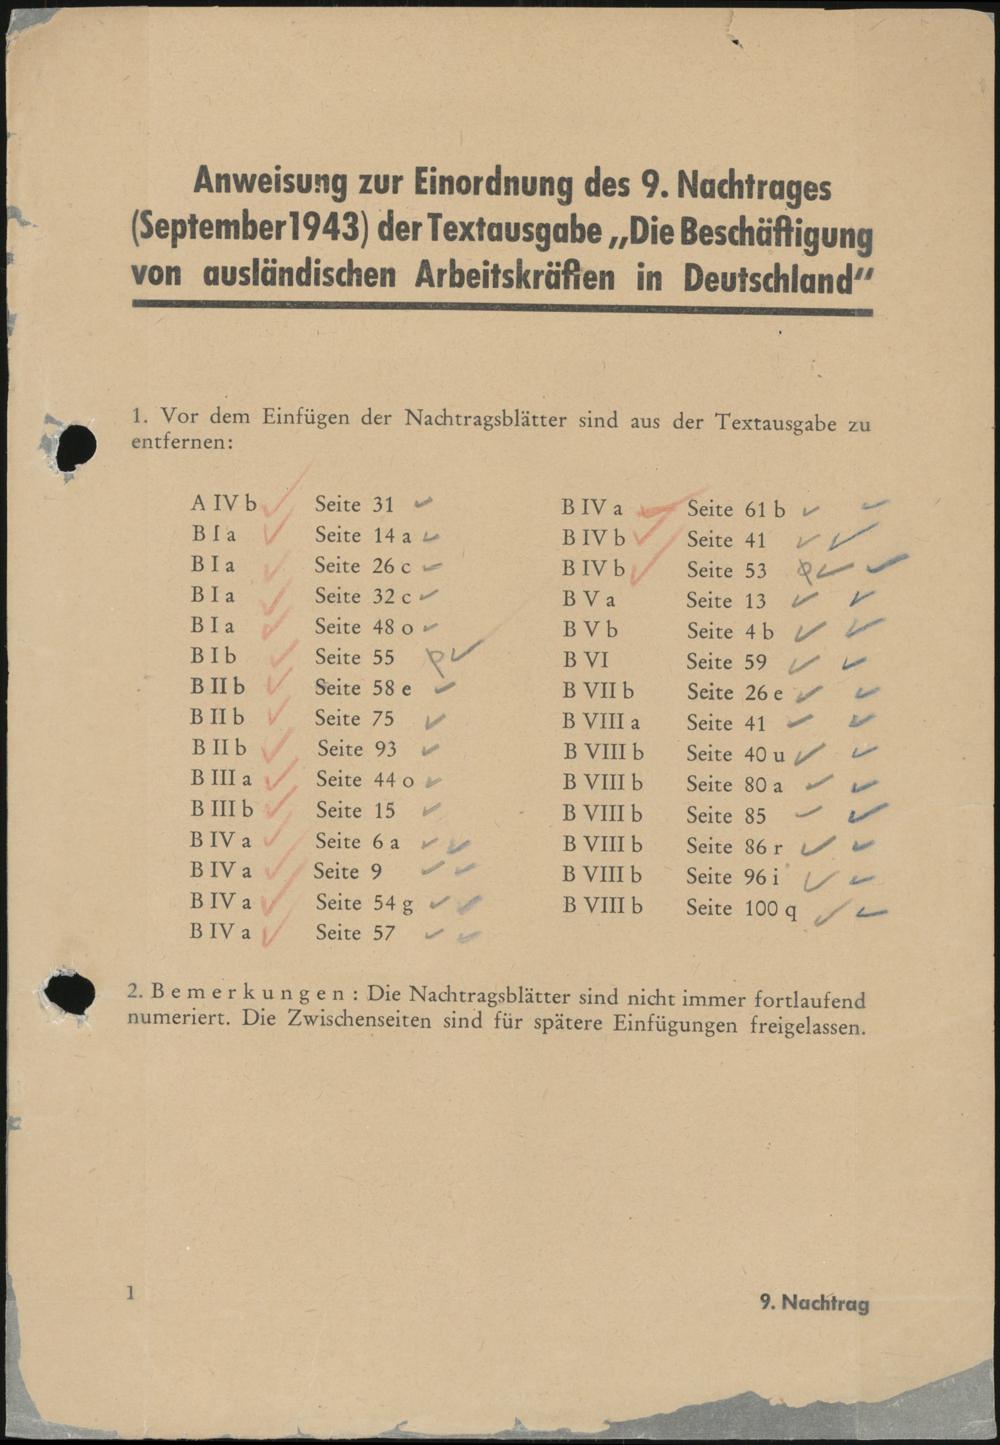 Anweisung zur Einordnung des 9. Nachtrages
(September 1943) der Textausgabe „Die Beschäftigung
von ausländischen Arbeitskräften in Deutschland“
1. Vor dem Einfügen der Nachtragsblätter sind aus der Textausgabe zu
entfernen:
A IV b Seite 31
B I a Seite 14 a
B I a Seite 26 c
B I a Seite 32 c
B I a Seite 48 o
B I b Seite 55
B II b Seite 58 e
B II b Seite 75
B II b Seite 93
B III a Seite 44 o
B III b Seite 15
B IV a Seite 6 a
B IV a Seite 9
B IV a Seite 54 g
B IV a Seite 57
B IV a Seite 61 b
B IV b Seite 41
B IV b Seite 53
B V a Seite 13
B V b Seite 4 b
B VI Seite 59
B VII b Seite 26 e
B VIII a Seite 41
B VIII b Seite 40 u
B VIII b Seite 80 a
B VIII b Seite 85
B VIII b Seite 86 r
B VIII b Seite 96 i
B VIII b Seite 100 q
2. Bemerkungen: Die Nachtragsblätter sind nicht immer fortlaufend
numeriert. Die Zwischenseiten sind für spätere Einfügungen freigelassen.
1
9. Nachtrag